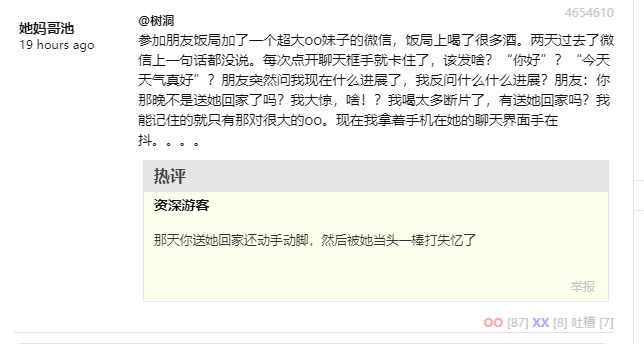 4654610
她妈哥池
19 hours ago
@树洞
参加朋友饭局加了一个超大oo妹子的微信，饭局上喝了很多酒。两天过去了微
信上一句话都没说。每次点开聊天框手就卡住了，该发啥？“你好”？“今天
天气真好”？朋友突然问我现在什么进展了，我反问什么什么进展？朋友：你
那晚不是送她回家了吗？我大惊，啥！？我喝太多断片了，有送她回家吗？我
能记住的就只有那对很大的oo。现在我拿着手机在她的聊天界面手在
抖。。。。
热评
资深游客
那天你送她回家还动手动脚，然后被她当头一棒打失忆了
举报
OO [87] XX [8] 吐槽 [7]